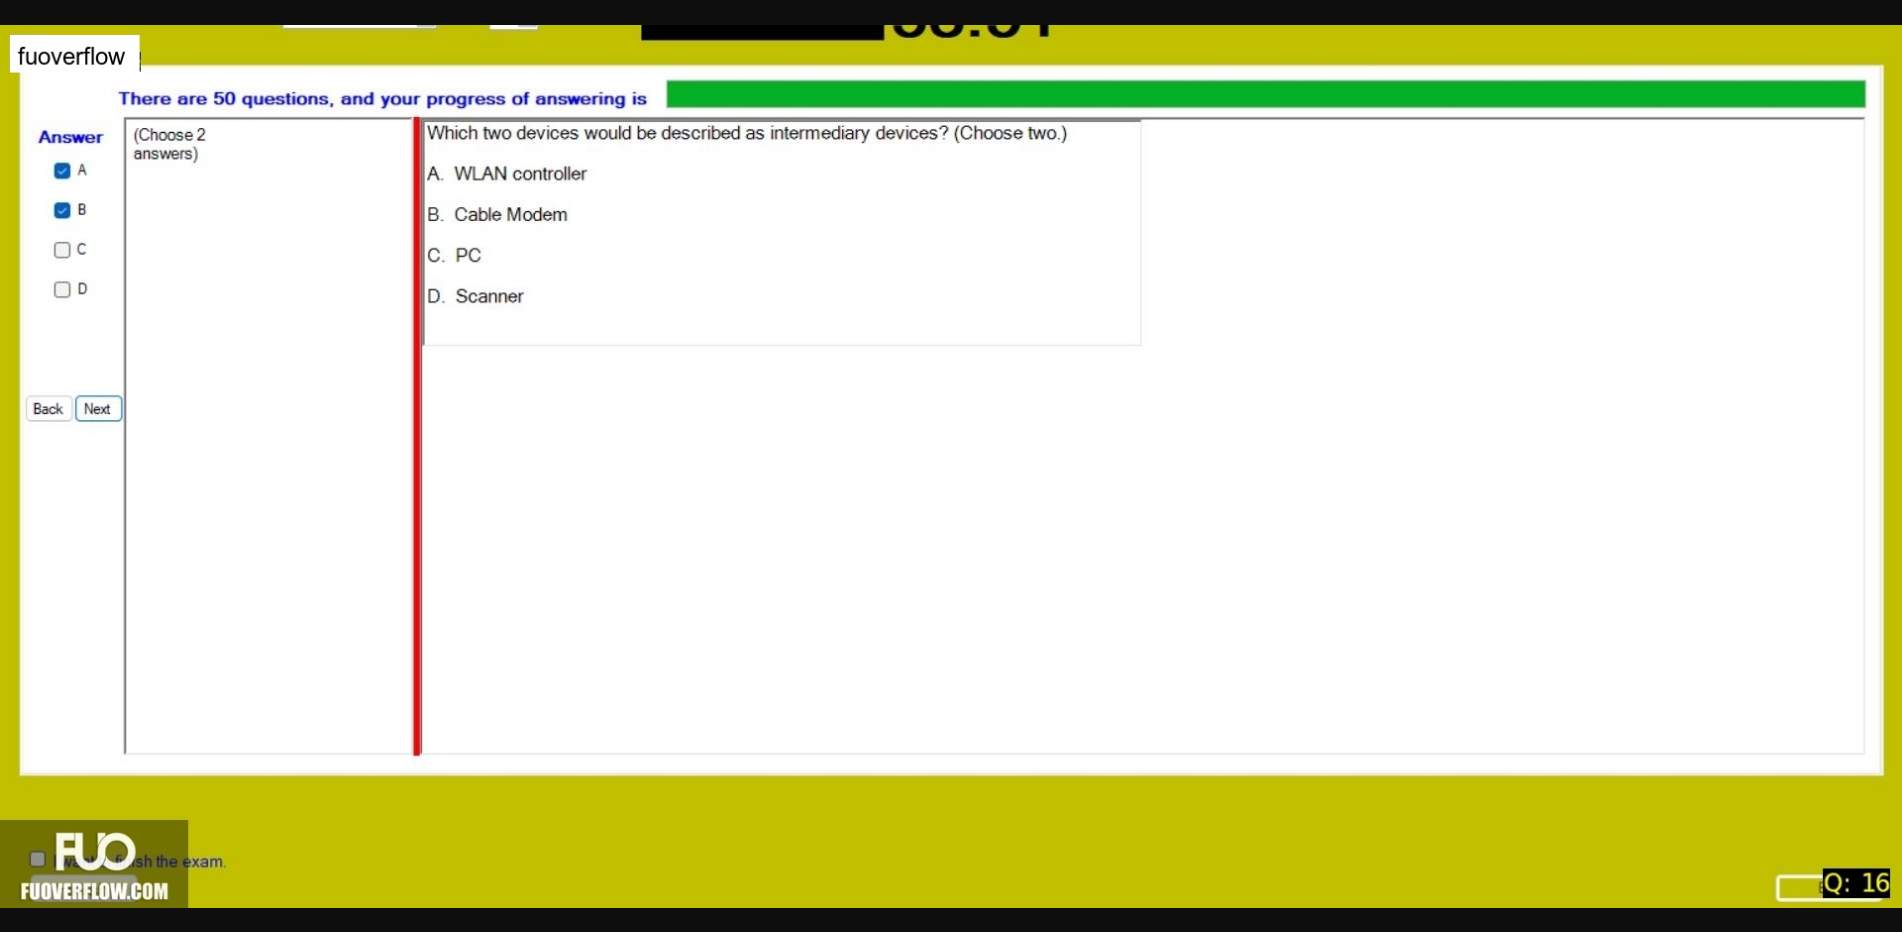 fuoverflow
There are 50 questions, and your progress of answering is
Answer
A
B
C
D
(Choose 2
answers)
Which two devices would be described as intermediary devices? (Choose two.)
A. WLAN controller
B. Cable Modem
C. PC
D. Scanner
Back Next
FUO
sh the exam.
FUOVERFLOW.COM
Q: 16